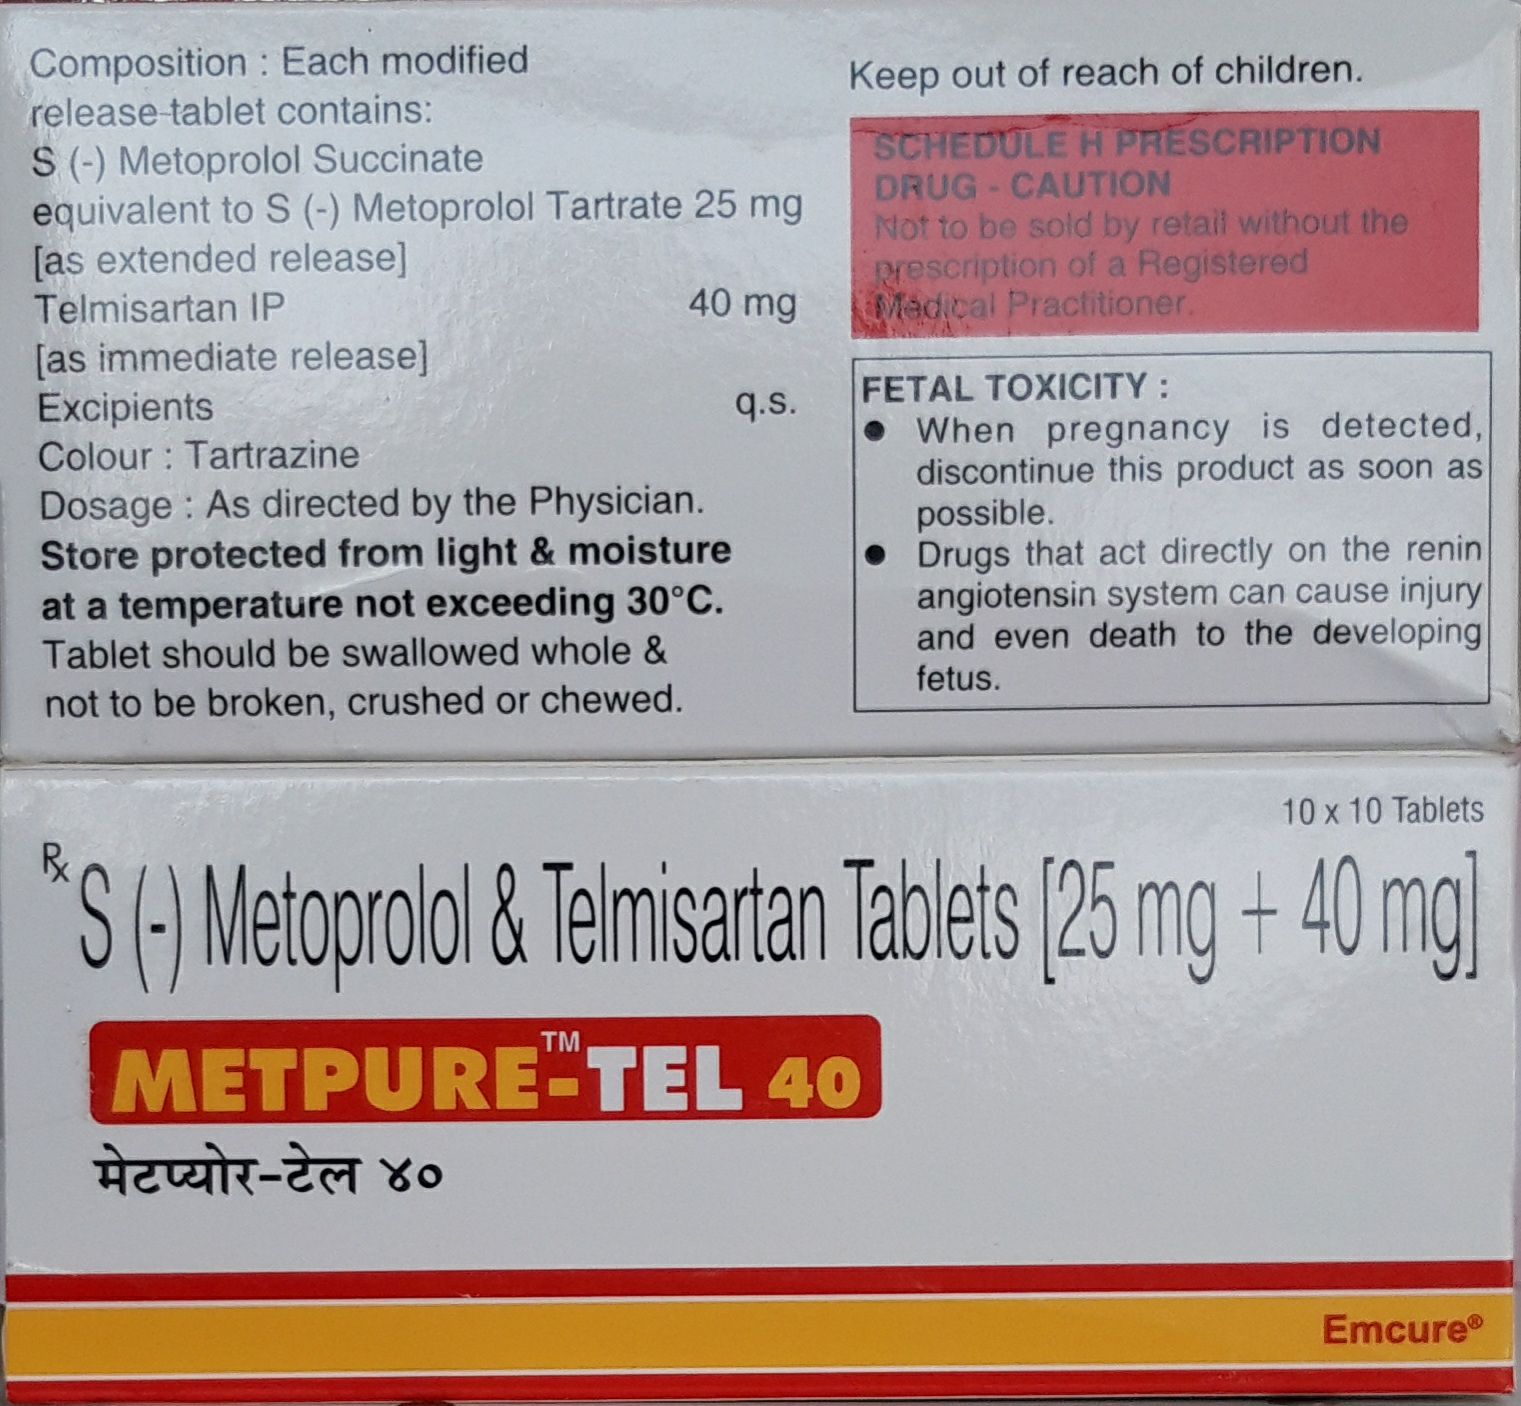 Composition : Each modified
release-tablet contains:
S (-) Metoprolol Succinate
equivalent to S (-) Metoprolol Tartrate 25 mg
[as extended release]
Telmisartan IP 40 mg
[as immediate release]
Excipients q.s.
Colour : Tartrazine
Dosage : As directed by the Physician.
Store protected from light & moisture
at a temperature not exceeding 30°C.
Tablet should be swallowed whole &
not to be broken, crushed or chewed.
Keep out of reach of children.
SCHEDULE H PRESCRIPTION
DRUG - CAUTION
Not to be sold by retail without the
prescription of a Registered
Medical Practitioner.
FETAL TOXICITY :
● When pregnancy is detected,
discontinue this product as soon as
possible.
● Drugs that act directly on the renin
angiotensin system can cause injury
and even death to the developing
fetus.
10 x 10 Tablets
Rx S (-) Metoprolol & Telmisartan Tablets [25 mg + 40 mg]
METPURE™-TEL 40
मेटप्योर-टेल ४०
Emcure®